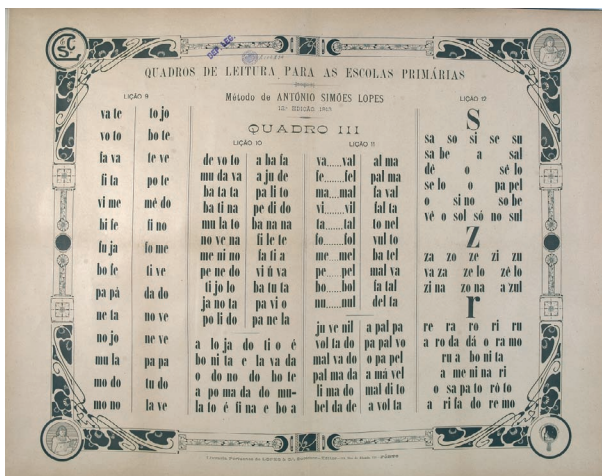 DEP. LEG.
QUADROS DE LEITURA PARA AS ESCOLAS PRIMÁRIAS
Método de ANTÓNIO SIMÕES LOPES
QUADRO III
LIÇÃO 9
va te to jo
vo to bo te
fa va te ve
fi ta po te
vi me mé do
bi fe fi no
fu ja fo me
bo fe ti ve
pa pá da do
ne ta no ve
no jo ne ve
mu la pa pa
mo do tu do
mo no la ve
LIÇÃO 10
de vo to a ba fa
mu da va a ju de
ba ta ta pa li to
ba ti na pe di do
mu la to ba na na
no ve na fi le te
me ni no fa ti a
pe ne do vi ú va
ti jo lo ba tu ta
ja no ta pa vi o
po li do pa ne la
a lo ja do ti o é
bo ni ta e la va da
o do no do bo te
a po ma da do mu-
la to é fi na e bo a
LIÇÃO 11
va......val al ma
fe......fel pal ma
ma...mal fa val
vi......vil fal ta
ta......tal to nel
fo......fol vul to
me...mel ba tel
pe.....pel mal va
bo.....bol fa tal
nu.....nul del ta
ju ve nil a pal pa
vol ta do pa pal vo
mal va do o pa pel
pal ma da a má vel
li ma do mal di to
bel da de a vol ta
LIÇÃO 12
S
sa so si se su
sa be a sal
dé o sé lo
se lo o pa pel
o si no so be
vé o sol só no sul
Z
za zo ze zi zu
va za ze lo zé lo
zi na zo na a zul
r
re ra ro ri ru
a ro da dá o ra mo
ru a bo ni ta
a me ni na ri
o sa pa to rô to
a ri fa do re mo